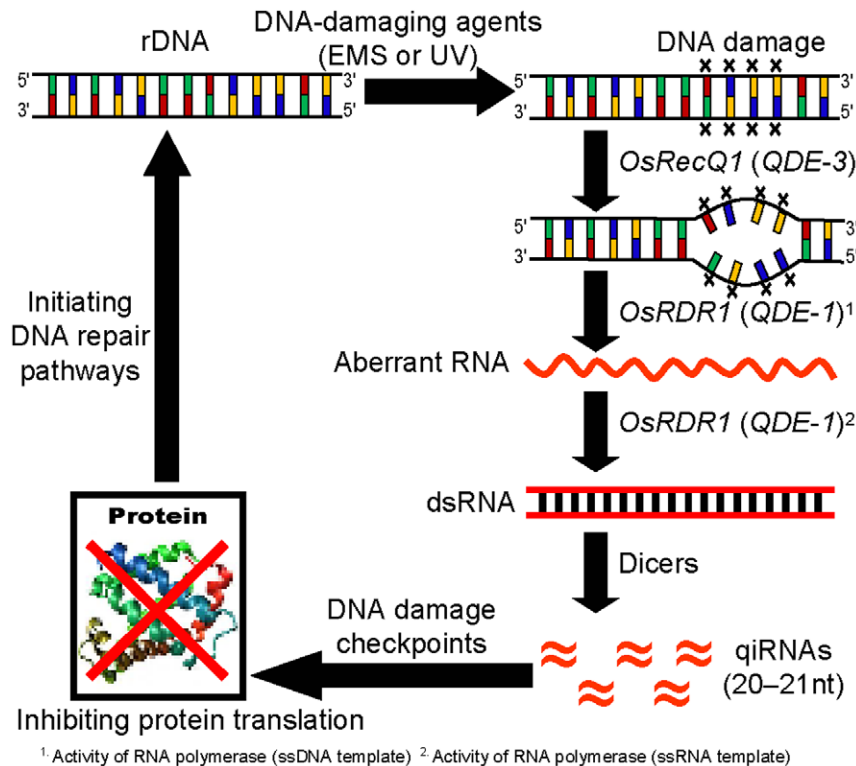 rDNA
DNA-damaging agents
(EMS or UV)
DNA damage
x x x x
5' 3'
3' 5'
5' 3'
3' 5'
x x x x
OsRecQ1 (QDE-3)
x x x x
5' 3'
3' 5'
x x x x
OsRDR1 (QDE-1)¹
Aberrant RNA
OsRDR1 (QDE-1)²
dsRNA
Dicers
qiRNAs
(20–21nt)
DNA damage
checkpoints
Protein
Inhibiting protein translation
Initiating
DNA repair
pathways
¹· Activity of RNA polymerase (ssDNA template) ²· Activity of RNA polymerase (ssRNA template)